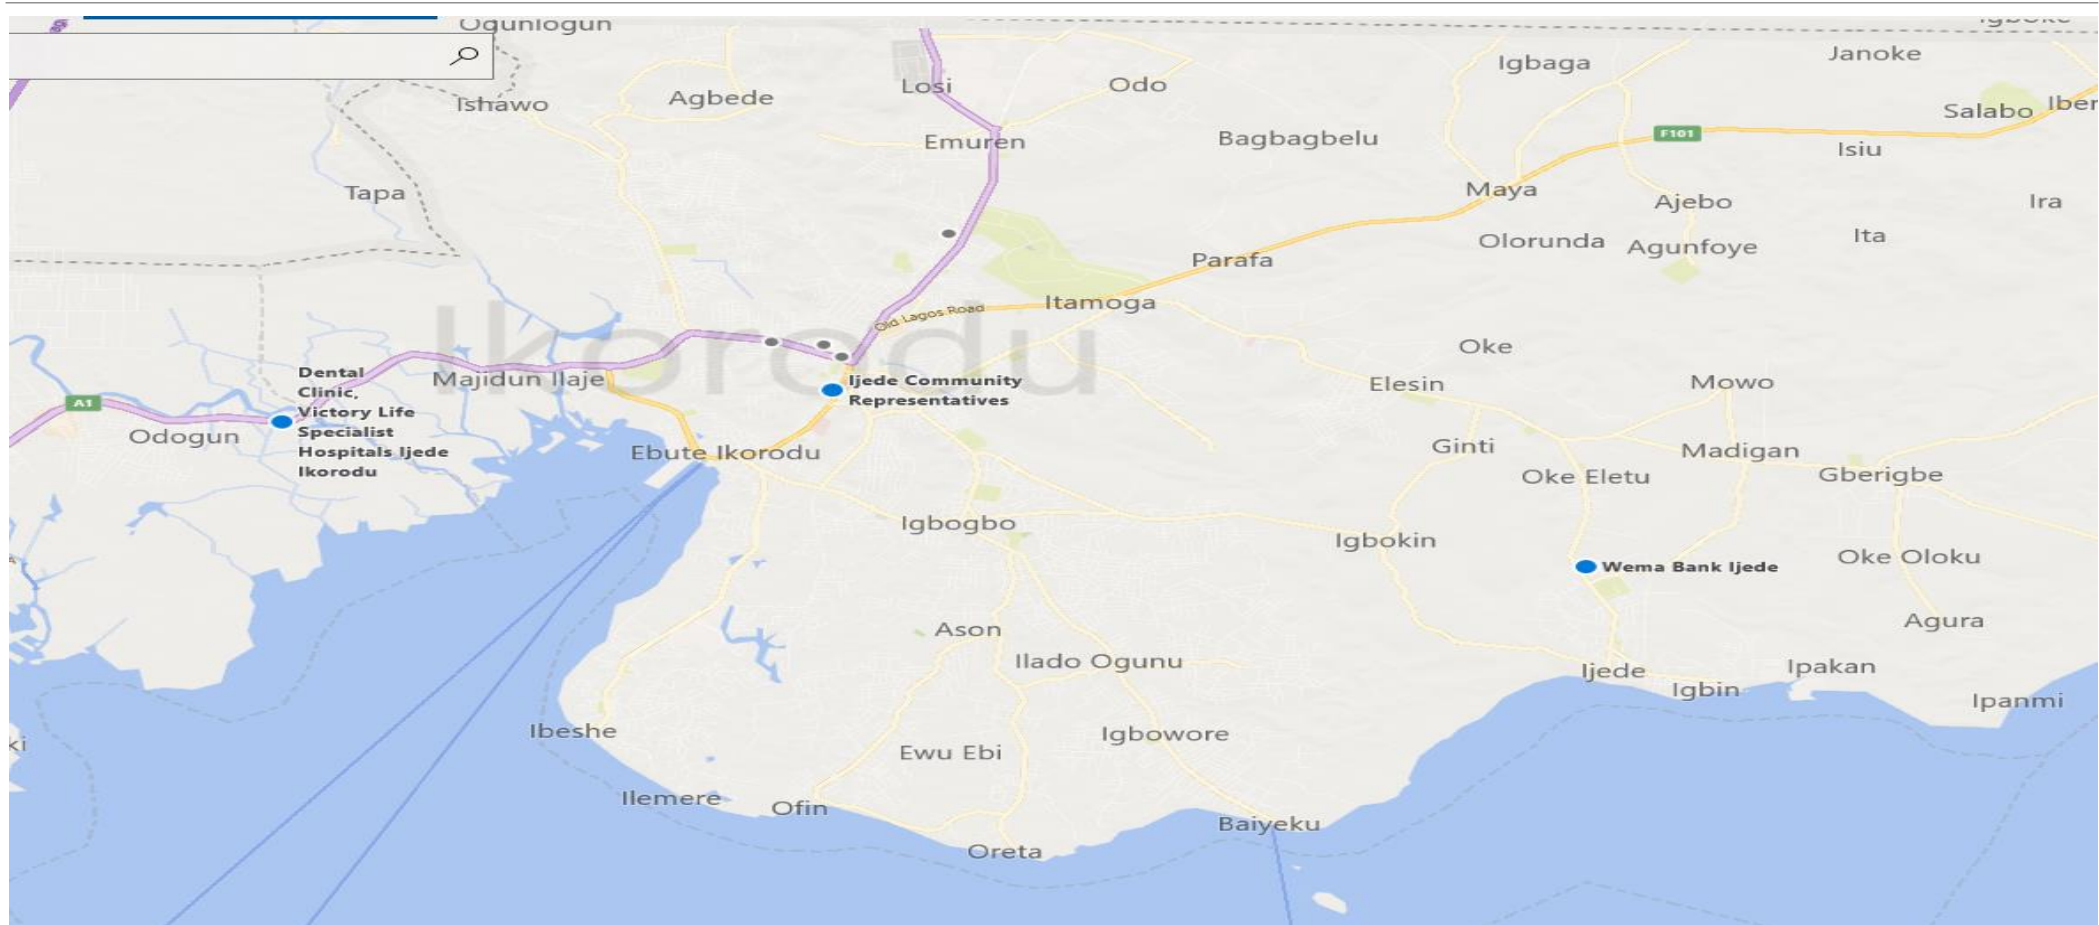 Odunlogun
Igboke
Janoke
Igbaga
Losi
Odo
Agbede
Ishawo
Salabo
F101
Emuren
Bagbagbelu
Isiu
Tapa
Maya
Ajebo
Ira
Olorunda
Agunfoye
Ita
Parafa
Itamoga
Old Lagos Road
Ikorodu
Oke
Majidun Ilaje
Dental
Clinic,
Victory Life
Specialist
Hospitals Ijede
Ikorodu
Ijede Community
Representatives
Elesin
Mowo
A1
Odogun
Ebute Ikorodu
Ginti
Madigan
Oke Eletu
Gberigbe
Igbogbo
Igbokin
Oke Oloku
Wema Bank Ijede
Agura
Ason
Ilado Ogunu
Ijede
Ipakan
Igbin
Ipanmi
Ibeshe
Igbowore
Ewu Ebi
Ilemere
Ofin
Baiyeku
Oreta